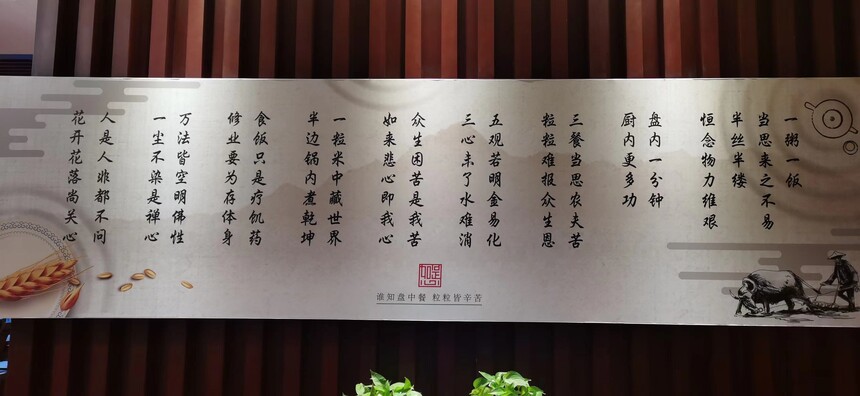 一粥一饭
当思来之不易
半丝半缕
恒念物力维艰
盘内一分钟
厨内更多功
三餐当思农夫苦
粒粒难报众生恩
五观若明金易化
三心未了水难消
众生困苦是我苦
如来悲心即我心
一粒米中藏世界
半边锅内煮乾坤
食饭只是疗饥药
修业要为存体身
万法皆空明佛性
一尘不染是禅心
人是人非都不问
花开花落尚关心
谁知盘中餐 粒粒皆辛苦